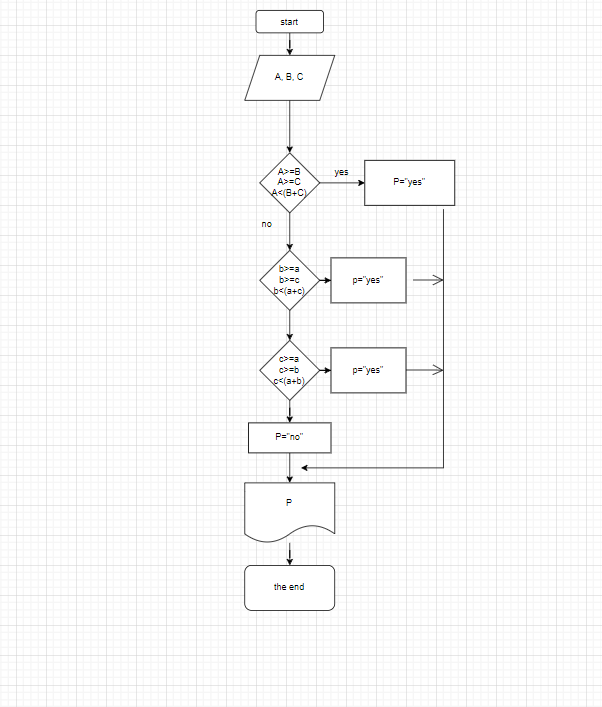 start
A, B, C
A>=B
A>=C
A<(B+C)
yes
P="yes"
no
b>=a
b>=c
b<(a+c)
p="yes"
c>=a
c>=b
c<(a+b)
p="yes"
P="no"
P
the end